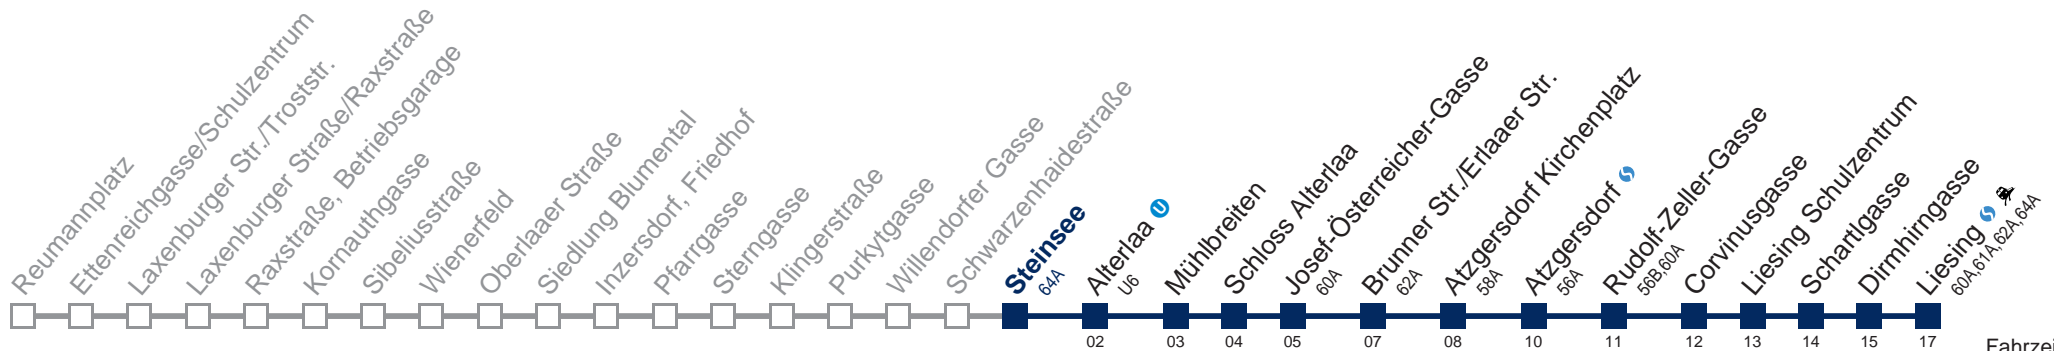 Reumannplatz
Ettenreichgasse/Schulzentrum
Laxenburger Str./Troststr.
Laxenburger Straße/Raxstraße
Raxstraße, Betriebsgarage
Kornauthgasse
Sibeliusstraße
Wienerfeld
Oberlaaer Straße
Siedlung Blumental
Inzersdorf, Friedhof
Pfarrgasse
Sterngasse
Klingerstraße
Purkytgasse
Willendorfer Gasse
Schwarzenhaidestraße
Steinsee
64A
Alterlaa U
U6
Mühlbreiten
Schloss Alterlaa
Josef-Österreicher-Gasse
60A
Brunner Str./Erlaaer Str.
62A
Atzgersdorf Kirchenplatz
58A
Atzgersdorf S
56A
Rudolf-Zeller-Gasse
56B,60A
Corvinusgasse
Liesing Schulzentrum
Schartlgasse
Dirmhirngasse
Liesing S
60A,61A,62A,64A
02 03 04 05 07 08 10 11 12 13 14 15 17